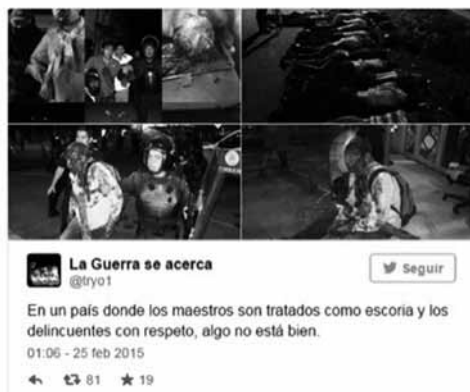 La Guerra se acerca
@tryo1
Seguir
En un país donde los maestros son tratados como escoria y los
delincuentes con respeto, algo no está bien.
01:06 - 25 feb 2015
81 19